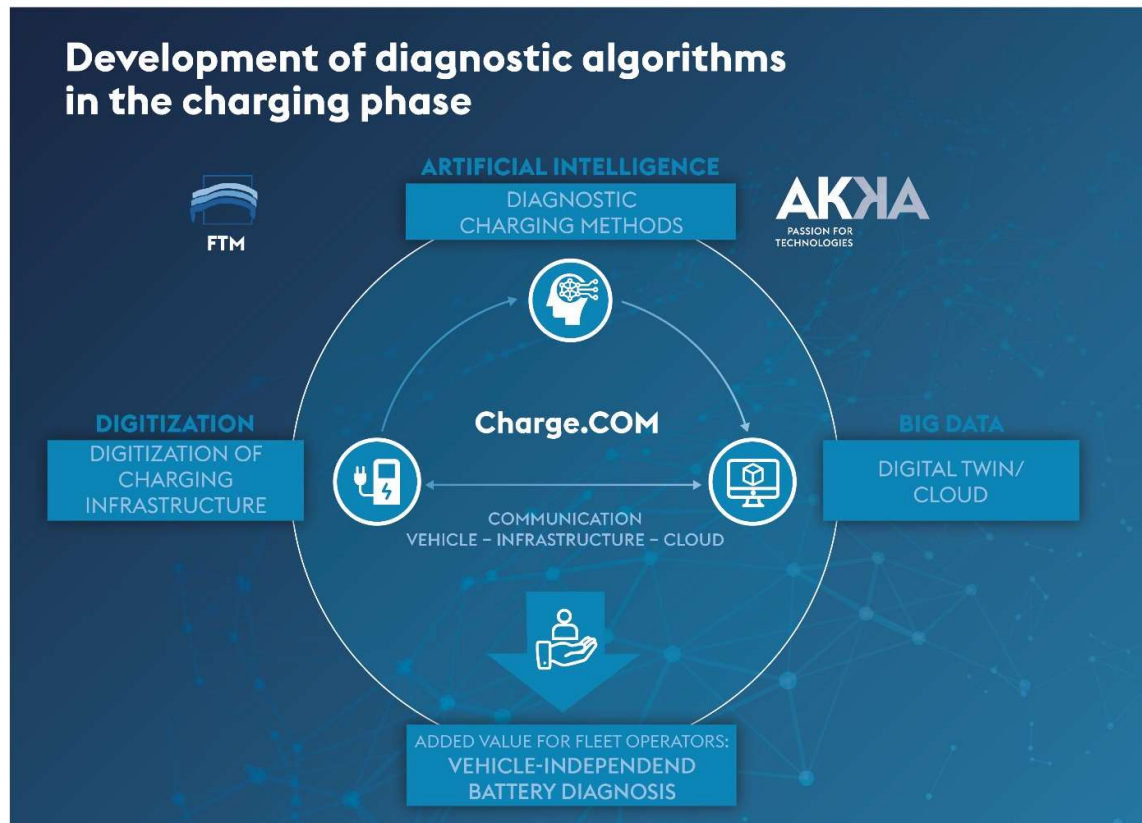 Development of diagnostic algorithms
in the charging phase
FTM
ARTIFICIAL INTELLIGENCE
DIAGNOSTIC
CHARGING METHODS
AKKA
PASSION FOR
TECHNOLOGIES
DIGITIZATION
DIGITIZATION OF
CHARGING
INFRASTRUCTURE
Charge.COM
BIG DATA
DIGITAL TWIN/
CLOUD
COMMUNICATION
VEHICLE – INFRASTRUCTURE – CLOUD
ADDED VALUE FOR FLEET OPERATORS:
VEHICLE-INDEPENDEND
BATTERY DIAGNOSIS